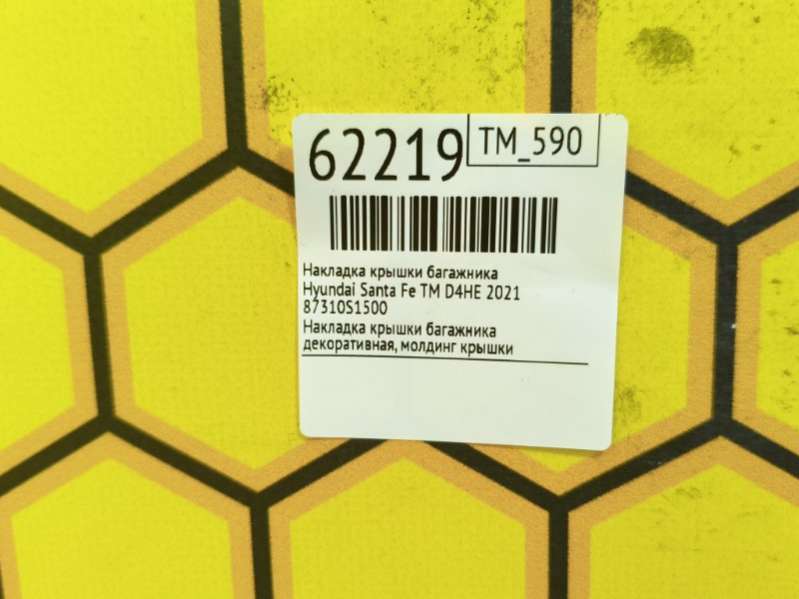 62219
TM_590
Накладка крышки багажника
Hyundai Santa Fe TM D4HE 2021
87310S1500
Накладка крышки багажника
декоративная, молдинг крышки